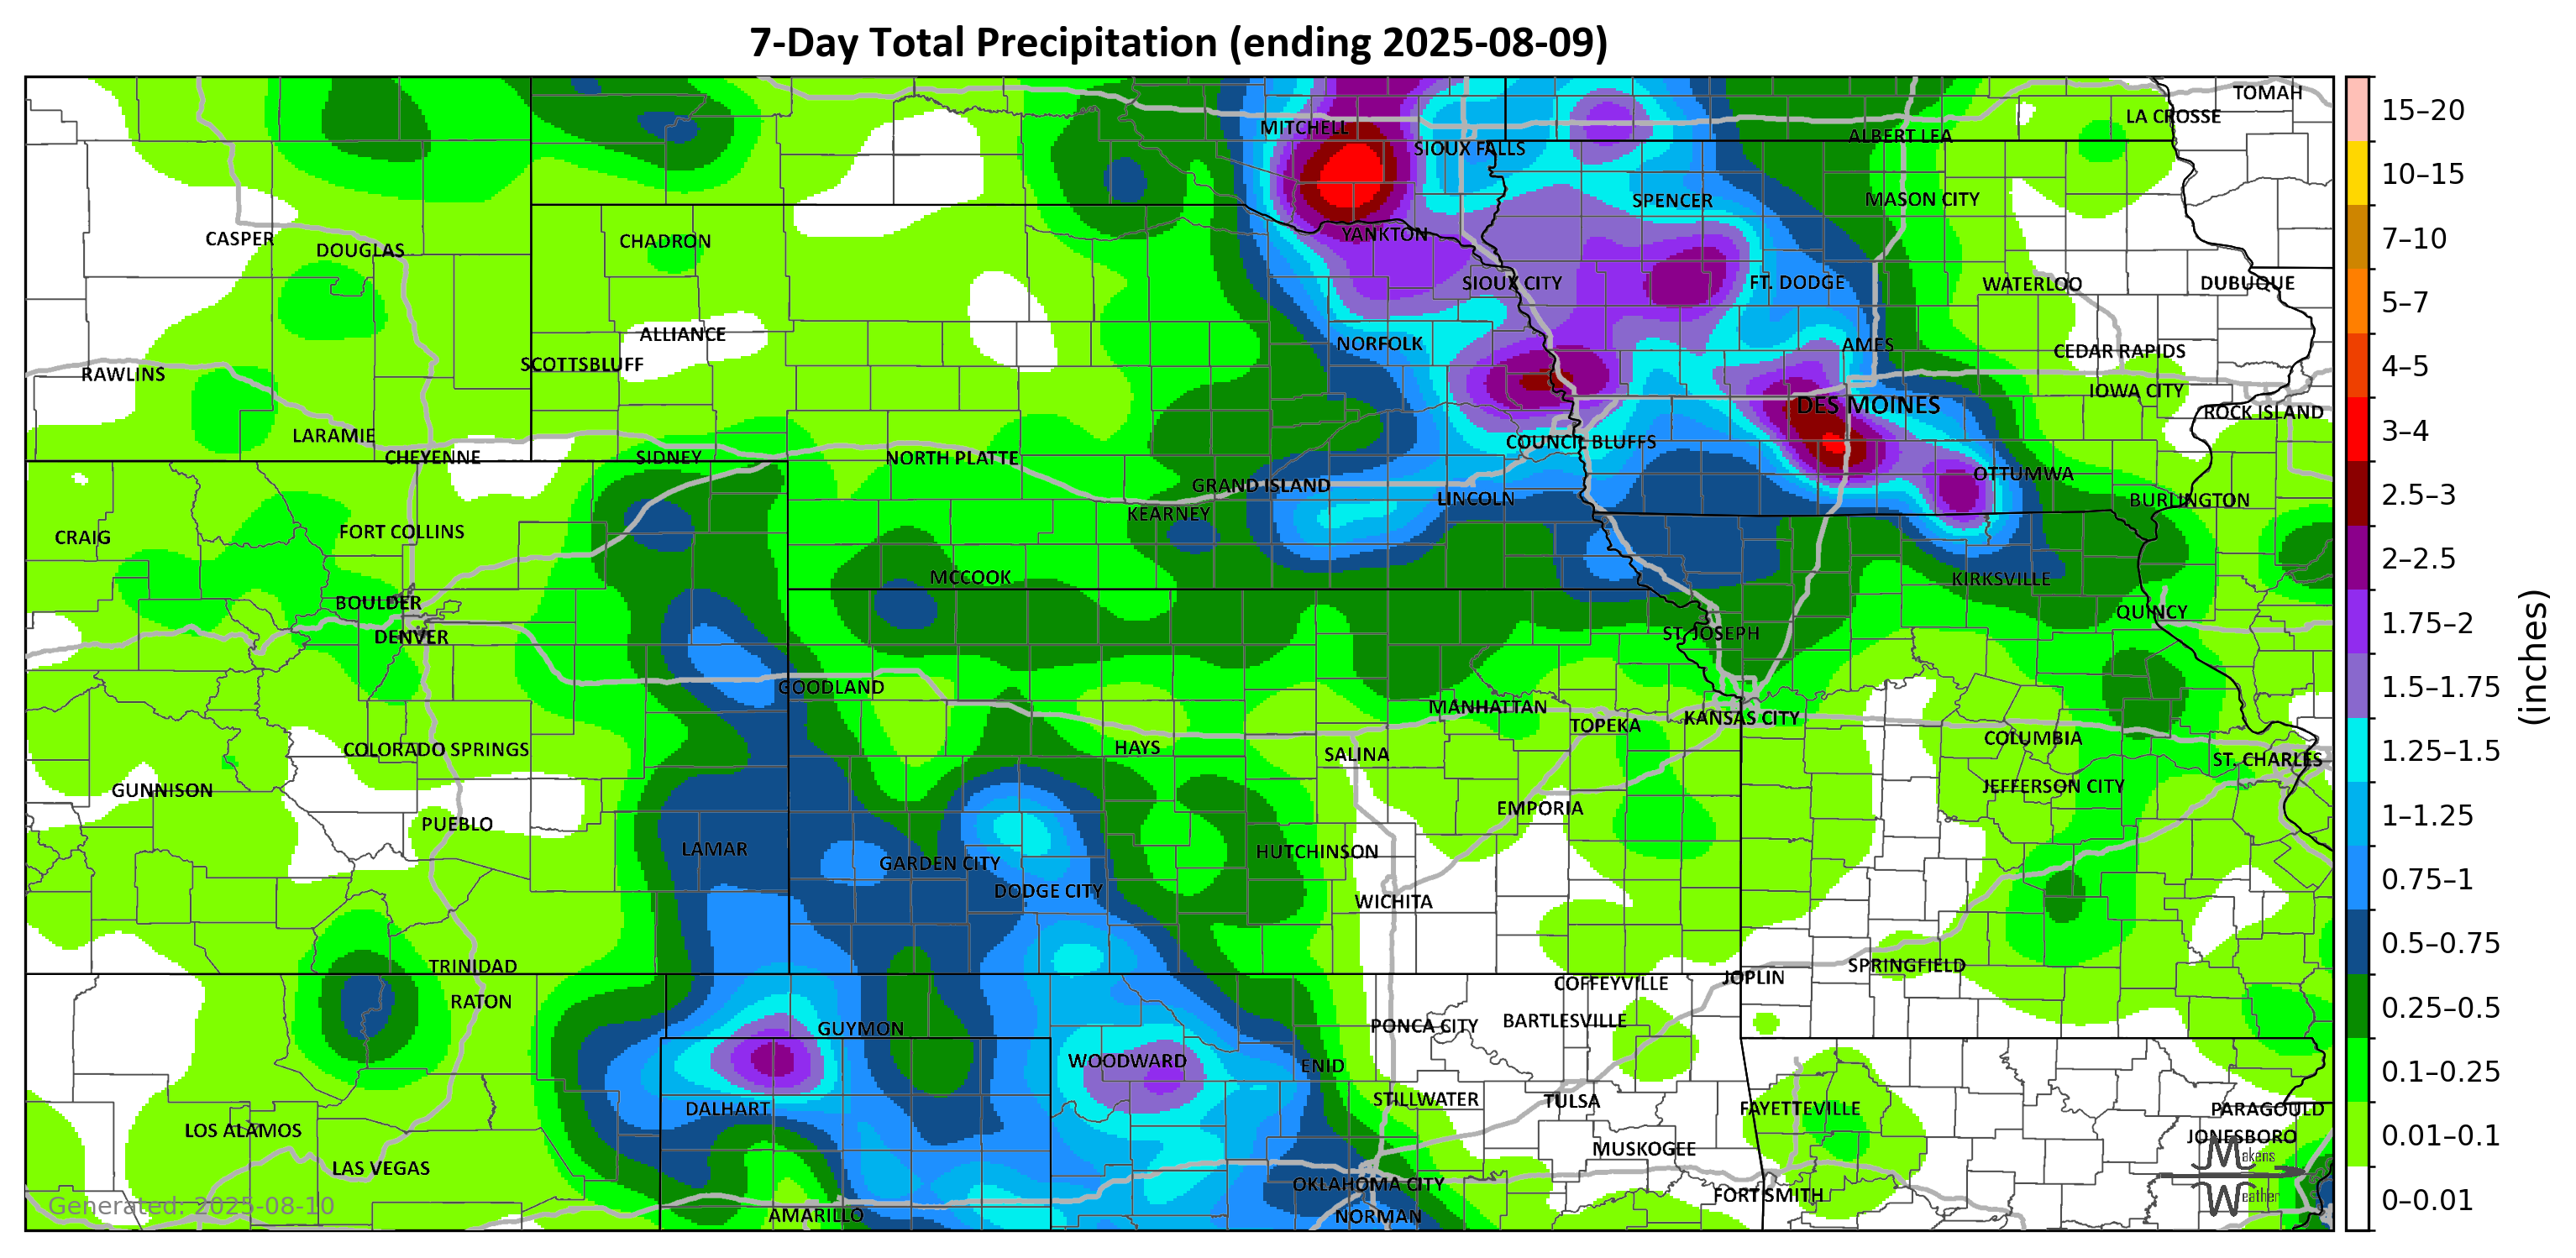 7-Day Total Precipitation (ending 2025-08-09)
TOMAH
LA CROSSE
MITCHELL
ALBERT LEA
SIOUX FALLS
SPENCER
MASON CITY
YANKTON
CASPER
CHADRON
DOUGLAS
SIOUX CITY
FT. DODGE
WATERLOO
DUBUQUE
ALLIANCE
NORFOLK
AMES
CEDAR RAPIDS
SCOTTSBLUFF
RAWLINS
IOWA CITY
DES MOINES
ROCK ISLAND
LARAMIE
COUNCIL BLUFFS
CHEYENNE
SIDNEY
NORTH PLATTE
OTTUMWA
GRAND ISLAND
LINCOLN
BURLINGTON
KEARNEY
FORT COLLINS
CRAIG
MCCOOK
KIRKSVILLE
BOULDER
QUINCY
DENVER
ST. JOSEPH
GOODLAND
MANHATTAN
KANSAS CITY
TOPEKA
COLUMBIA
COLORADO SPRINGS
HAYS
SALINA
ST. CHARLES
GUNNISON
JEFFERSON CITY
EMPORIA
PUEBLO
LAMAR
HUTCHINSON
GARDEN CITY
DODGE CITY
WICHITA
TRINIDAD
SPRINGFIELD
JOPLIN
COFFEYVILLE
RATON
BARTLESVILLE
PONCA CITY
GUYMON
WOODWARD
ENID
STILLWATER
TULSA
DALHART
FAYETTEVILLE
PARAGOULD
LOS ALAMOS
JONESBORO
MUSKOGEE
LAS VEGAS
OKLAHOMA CITY
FORT SMITH
AMARILLO
NORMAN
Makens
Weather
Generated: 2025-08-10
15–20
10–15
7–10
5–7
4–5
3–4
2.5–3
2–2.5
1.75–2
1.5–1.75
1.25–1.5
1–1.25
0.75–1
0.5–0.75
0.25–0.5
0.1–0.25
0.01–0.1
0–0.01
(inches)